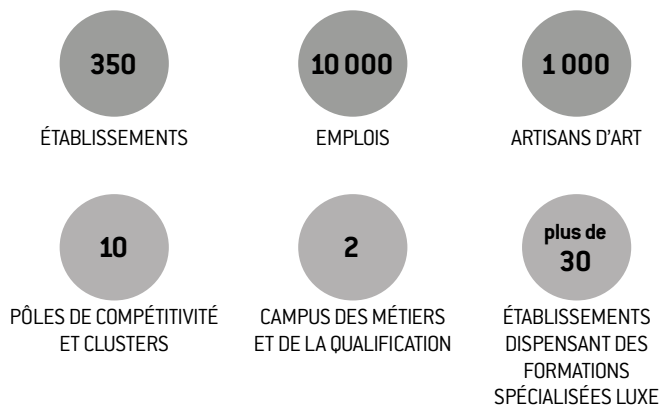 350
ÉTABLISSEMENTS
10 000
EMPLOIS
1 000
ARTISANS D'ART
10
PÔLES DE COMPÉTITIVITÉ
ET CLUSTERS
2
CAMPUS DES MÉTIERS
ET DE LA QUALIFICATION
plus de
30
ÉTABLISSEMENTS
DISPENSANT DES
FORMATIONS
SPÉCIALISÉES LUXE